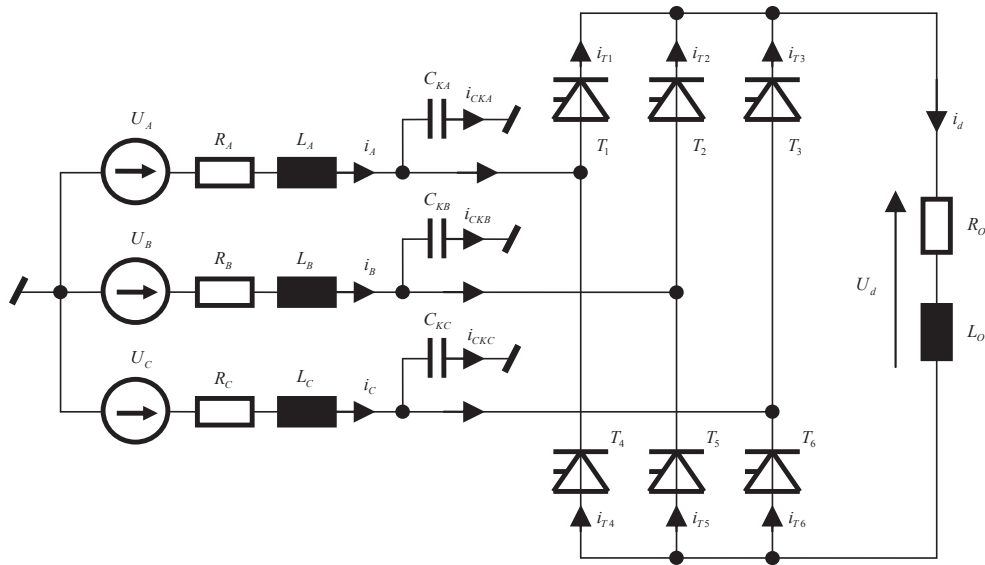 i_T1
i_T2
i_T3
C_KA
i_CKA
U_A
R_A
L_A
i_A
T_1
T_2
T_3
i_d
C_KB
i_CKB
U_B
R_B
L_B
i_B
R_O
U_d
C_KC
i_CKC
L_O
U_C
R_C
L_C
i_C
T_4
T_5
T_6
i_T4
i_T5
i_T6